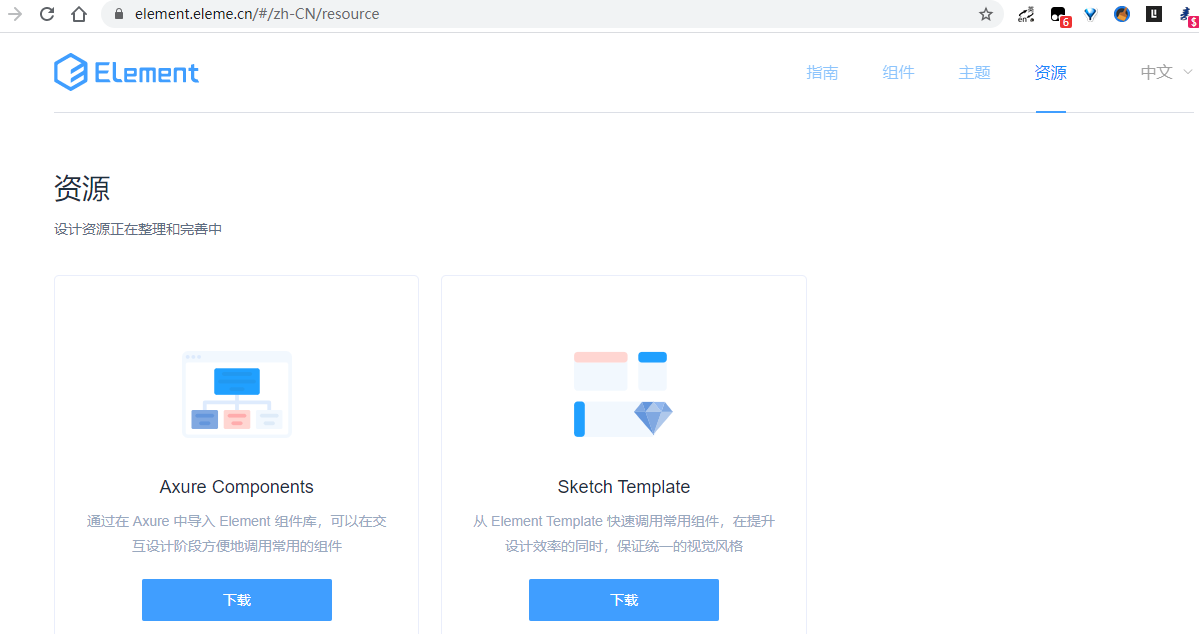 element.eleme.cn/#/zh-CN/resource
6
$
Element
指南 组件 主题 资源 中文
资源
设计资源正在整理和完善中
Axure Components
通过在 Axure 中导入 Element 组件库，可以在交
互设计阶段方便地调用常用的组件
下载
Sketch Template
从 Element Template 快速调用常用组件，在提升
设计效率的同时，保证统一的视觉风格
下载